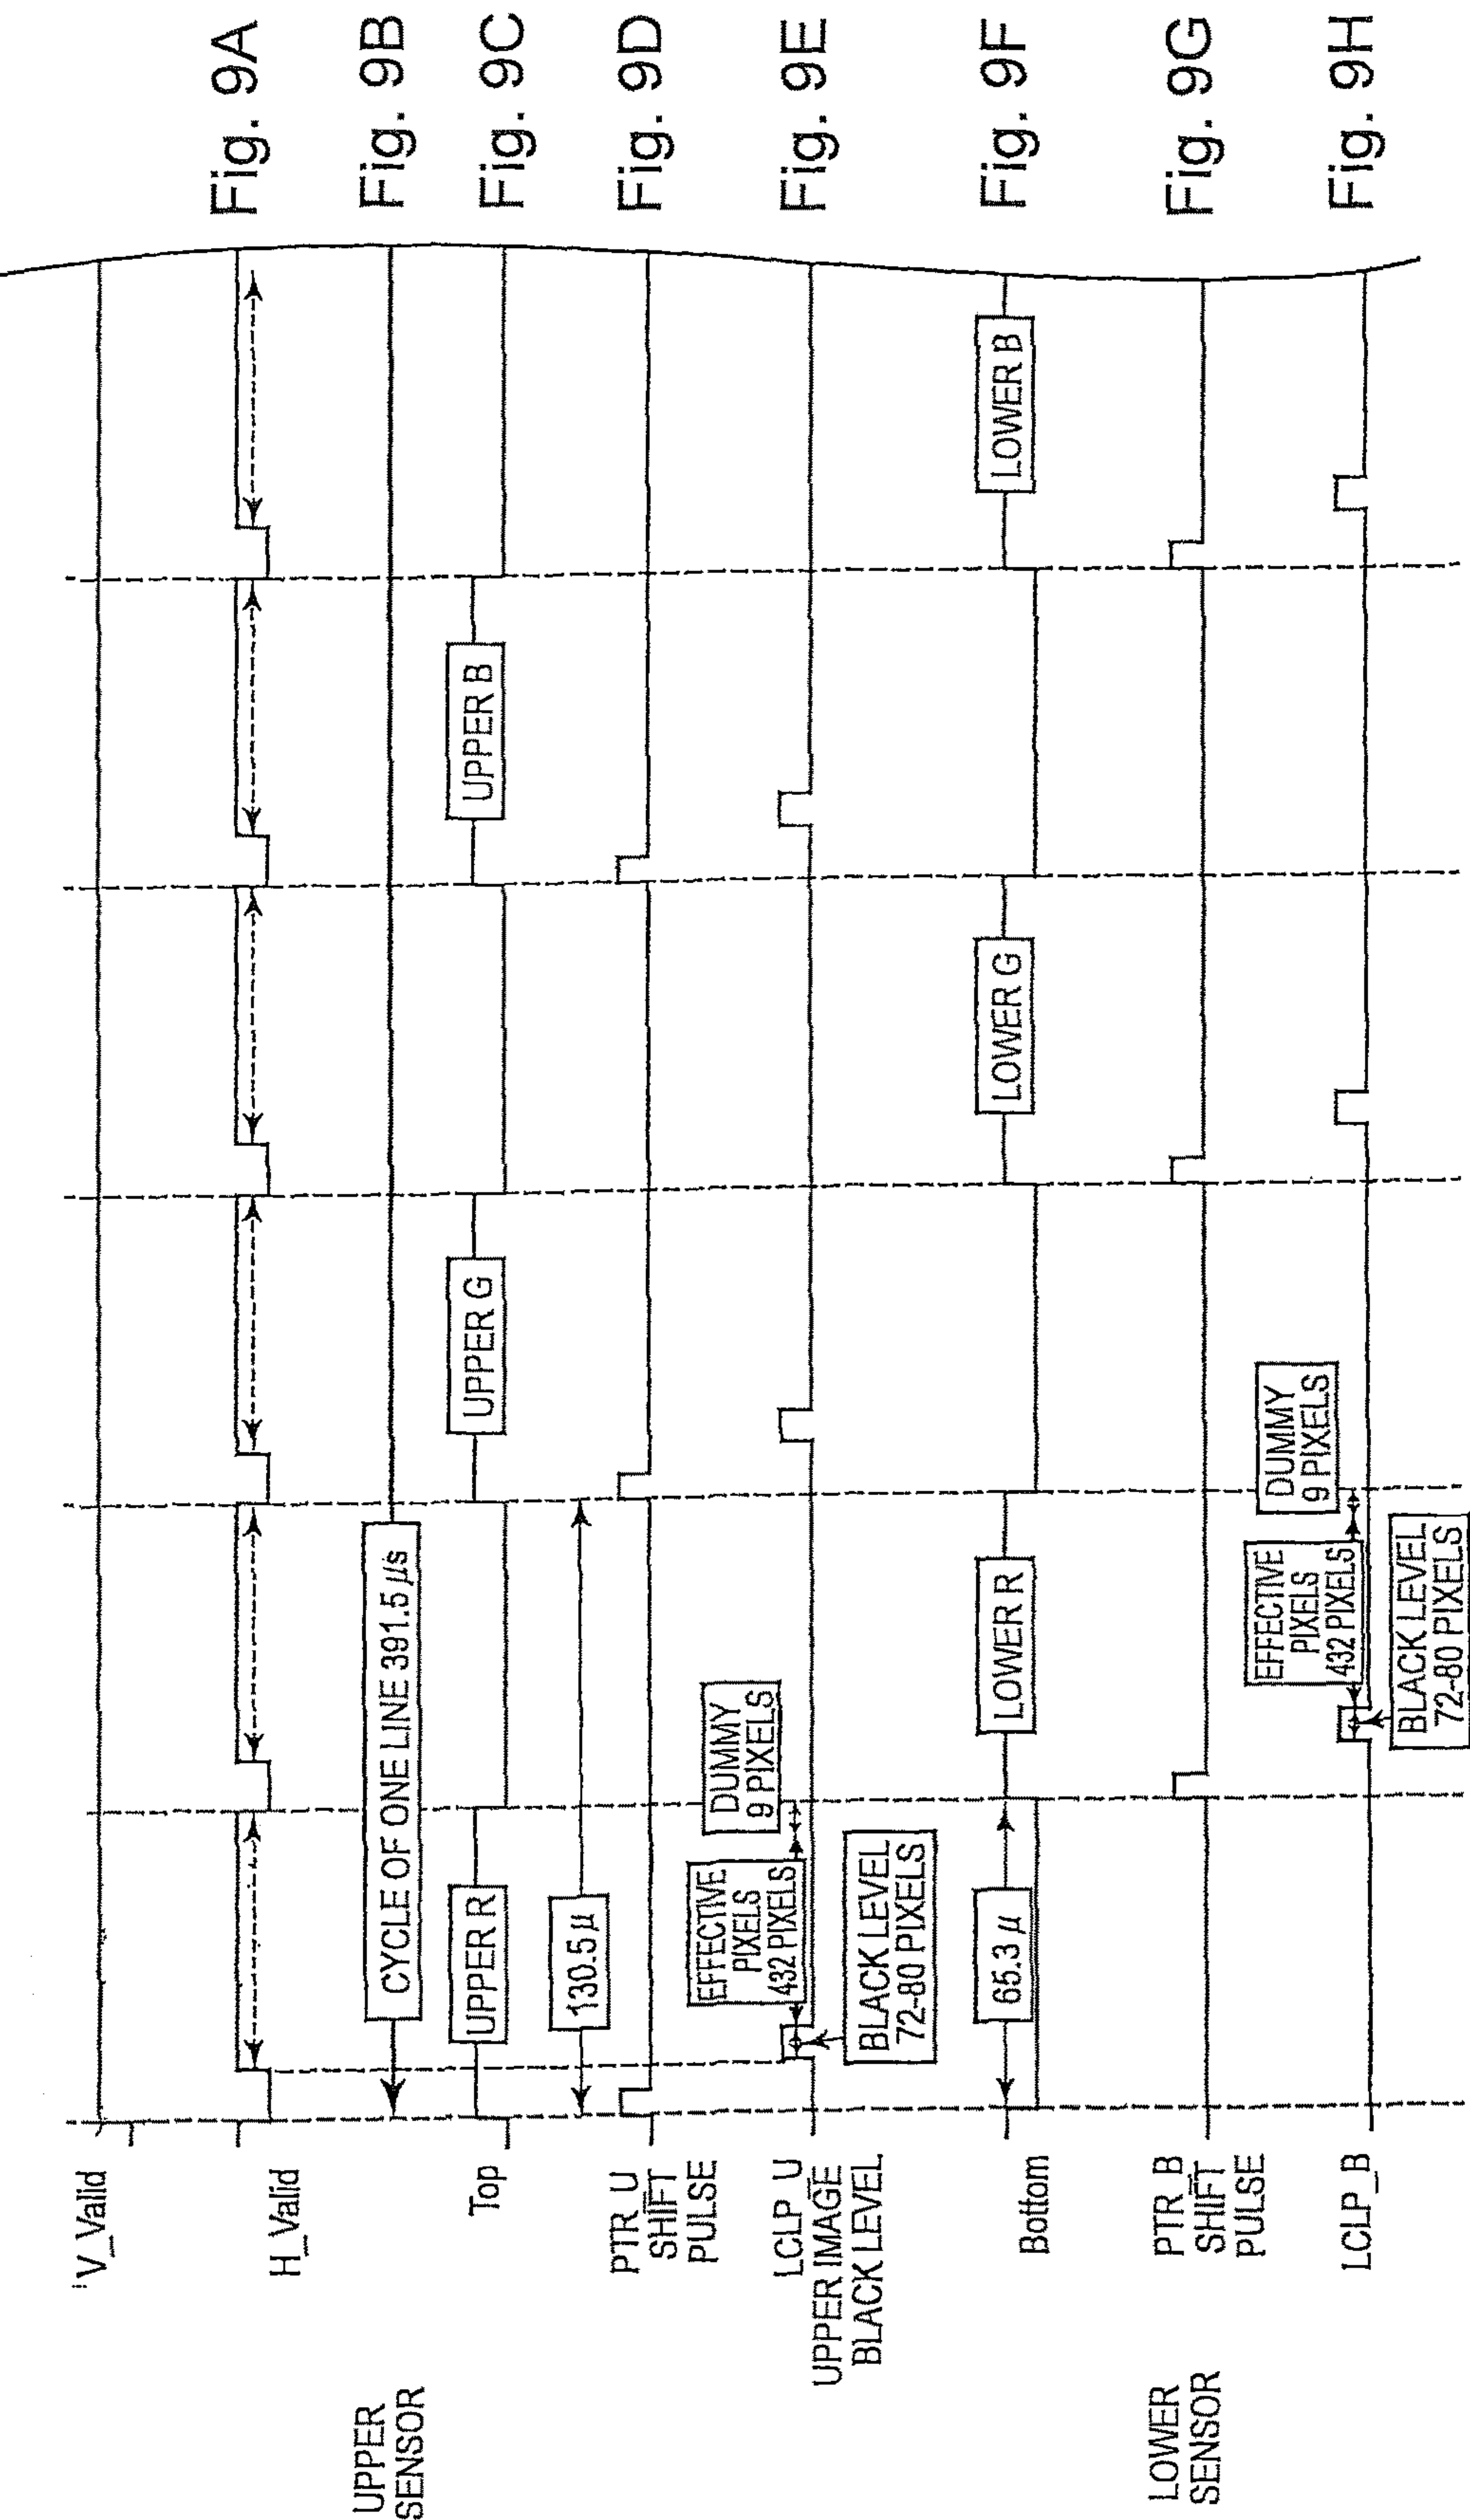 Fig. 9A
Fig. 9B
Fig. 9C
Fig. 9D
Fig. 9E
Fig. 9F
Fig. 9G
Fig. 9H
V_Valid
H_Valid
UPPER
SENSOR
CYCLE OF ONE LINE 391.5 μs
Top
UPPER R
UPPER G
UPPER B
130.5 μ
PTR_U
SHIFT
PULSE
LCLP_U
UPPER IMAGE
BLACK LEVEL
EFFECTIVE
PIXELS
432 PIXELS
DUMMY
9 PIXELS
BLACK LEVEL
72-80 PIXELS
Bottom
65.3 μ
LOWER R
LOWER G
LOWER B
LOWER
SENSOR
PTR_B
SHIFT
PULSE
LCLP_B
EFFECTIVE
PIXELS
432 PIXELS
DUMMY
9 PIXELS
BLACK LEVEL
72-80 PIXELS